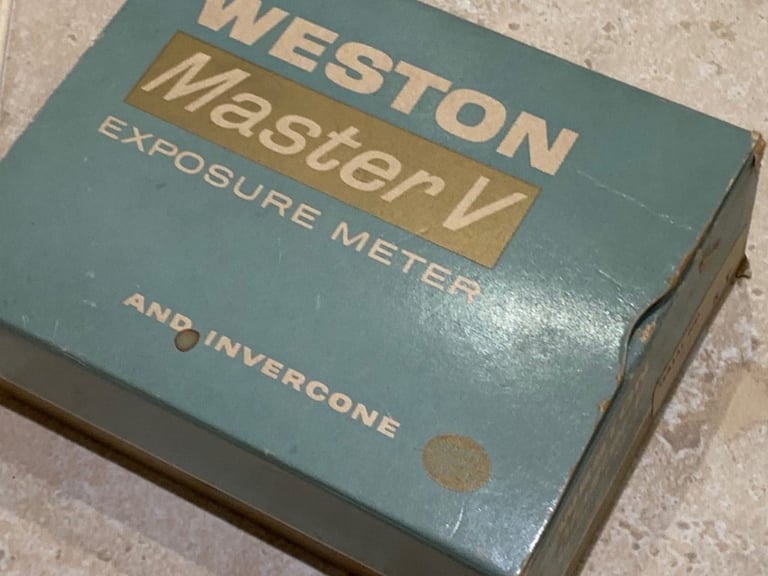 WESTON
Master V
EXPOSURE METER
AND INVERCONE